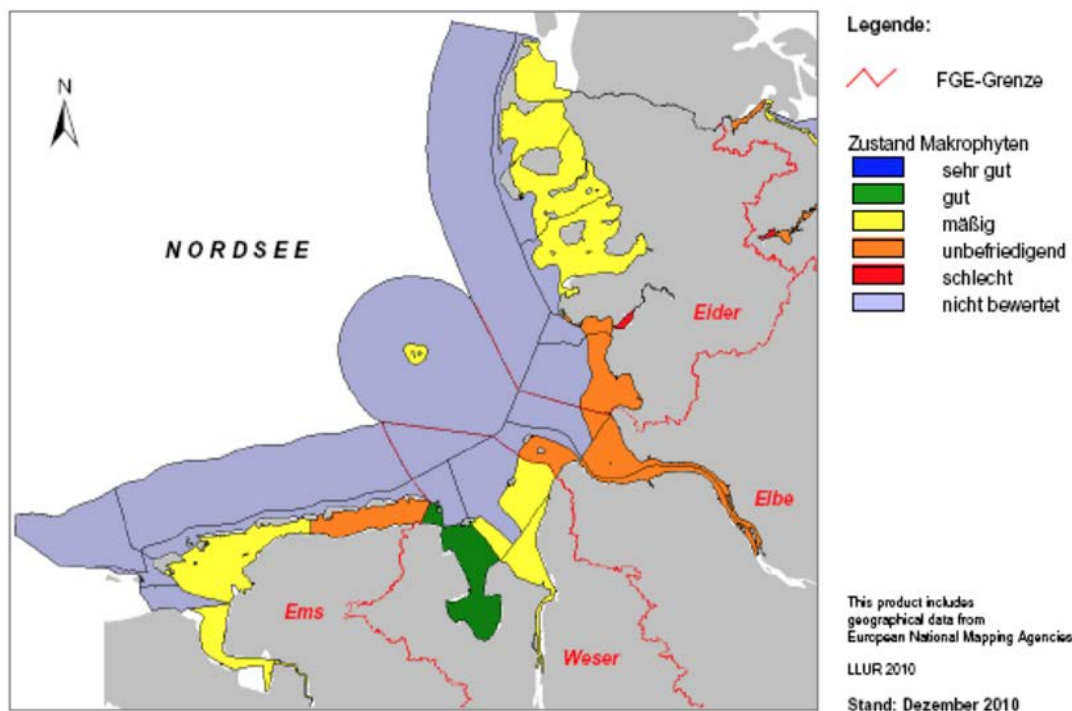 N
NORDSEE
Eider
Elbe
Ems
Weser
Legende:
FGE-Grenze
Zustand Makrophyten
sehr gut
gut
mäßig
unbefriedigend
schlecht
nicht bewertet
This product includes
geographical data from
European National Mapping Agencies
LLUR 2010
Stand: Dezember 2010